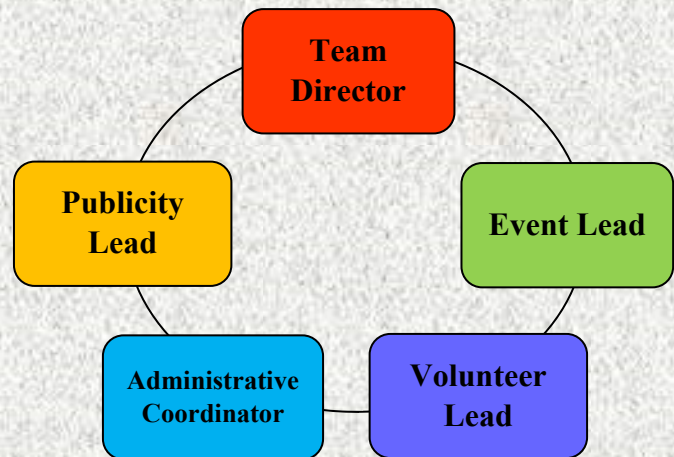 Team
Director
Publicity
Lead
Event Lead
Administrative
Coordinator
Volunteer
Lead